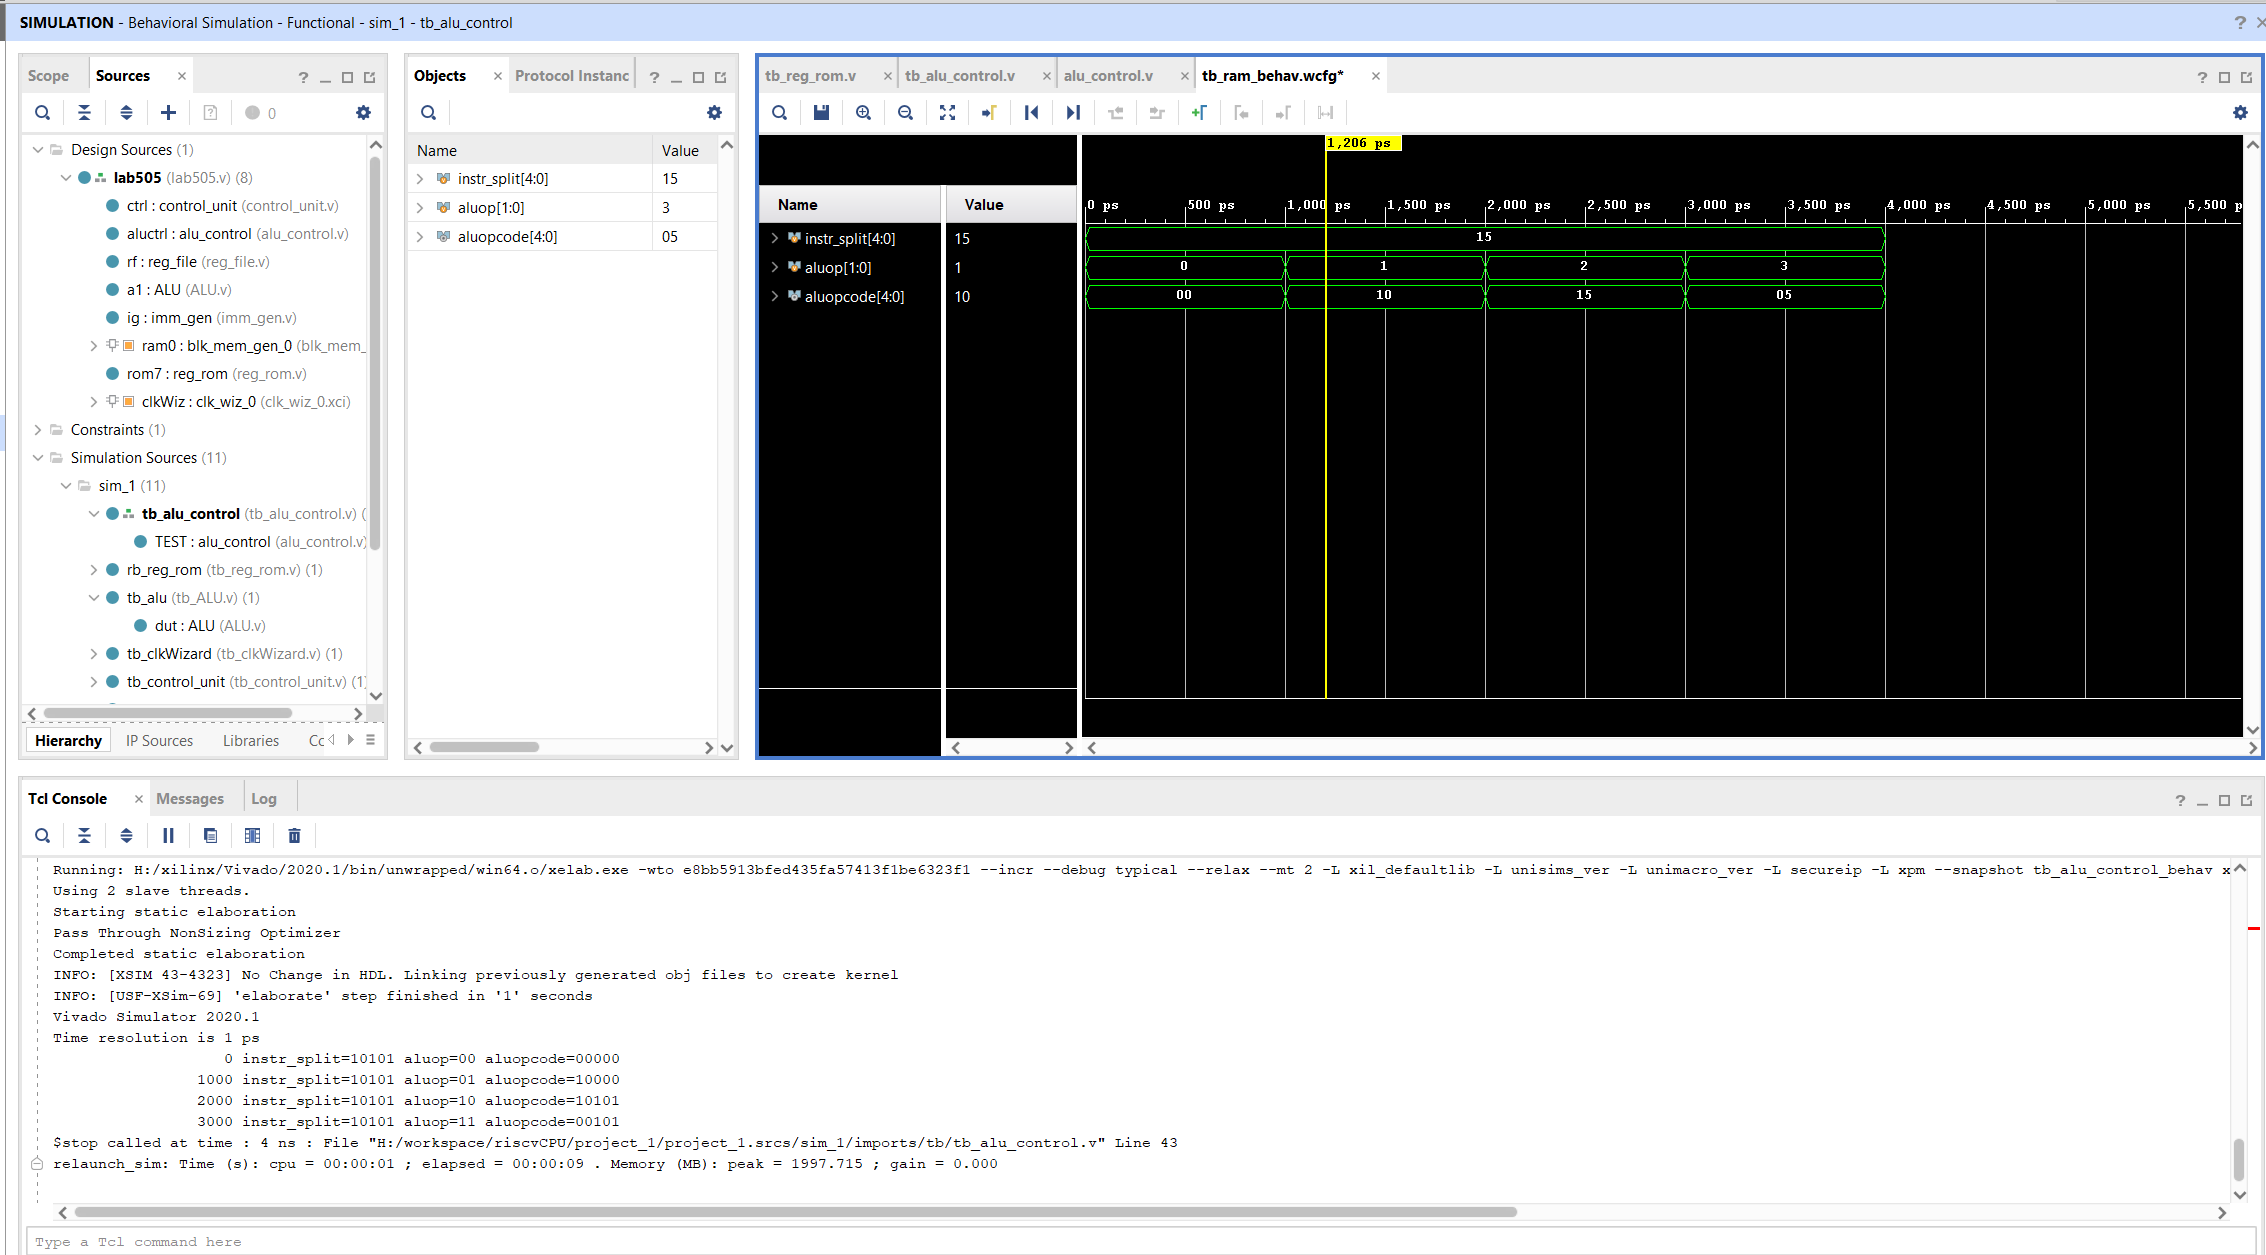 SIMULATION - Behavioral Simulation - Functional - sim_1 - tb_alu_control
Scope Sources
0
Design Sources (1)
lab505 (lab505.v) (8)
ctrl : control_unit (control_unit.v)
aluctrl : alu_control (alu_control.v)
rf : reg_file (reg_file.v)
a1 : ALU (ALU.v)
ig : imm_gen (imm_gen.v)
ram0 : blk_mem_gen_0 (blk_mem_
rom7 : reg_rom (reg_rom.v)
clkWiz : clk_wiz_0 (clk_wiz_0.xci)
Constraints (1)
Simulation Sources (11)
sim_1 (11)
tb_alu_control (tb_alu_control.v) (
TEST : alu_control (alu_control.v)
rb_reg_rom (tb_reg_rom.v) (1)
tb_alu (tb_ALU.v) (1)
dut : ALU (ALU.v)
tb_clkWizard (tb_clkWizard.v) (1)
tb_control_unit (tb_control_unit.v) (1)
Hierarchy IP Sources Libraries Cc
Objects Protocol Instanc
Name Value
instr_split[4:0] 15
aluop[1:0] 3
aluopcode[4:0] 05
tb_reg_rom.v tb_alu_control.v alu_control.v tb_ram_behav.wcfg*
1,206 ps
Name Value
0 ps 500 ps 1,000 ps 1,500 ps 2,000 ps 2,500 ps 3,000 ps 3,500 ps 4,000 ps 4,500 ps 5,000 ps 5,500 p
instr_split[4:0] 15 15
aluop[1:0] 1 0 1 2 3
aluopcode[4:0] 10 00 10 15 05
Tcl Console Messages Log
Running: H:/xilinx/Vivado/2020.1/bin/unwrapped/win64.o/xelab.exe -wto e8bb5913bfed435fa57413f1be6323f1 --incr --debug typical --relax --mt 2 -L xil_defaultlib -L unisims_ver -L unimacro_ver -L secureip -L xpm --snapshot tb_alu_control_behav x
Using 2 slave threads.
Starting static elaboration
Pass Through NonSizing Optimizer
Completed static elaboration
INFO: [XSIM 43-4323] No Change in HDL. Linking previously generated obj files to create kernel
INFO: [USF-XSim-69] 'elaborate' step finished in '1' seconds
Vivado Simulator 2020.1
Time resolution is 1 ps
0 instr_split=10101 aluop=00 aluopcode=00000
1000 instr_split=10101 aluop=01 aluopcode=10000
2000 instr_split=10101 aluop=10 aluopcode=10101
3000 instr_split=10101 aluop=11 aluopcode=00101
$stop called at time : 4 ns : File "H:/workspace/riscvCPU/project_1/project_1.srcs/sim_1/imports/tb/tb_alu_control.v" Line 43
relaunch_sim: Time (s): cpu = 00:00:01 ; elapsed = 00:00:09 . Memory (MB): peak = 1997.715 ; gain = 0.000
Type a Tcl command here